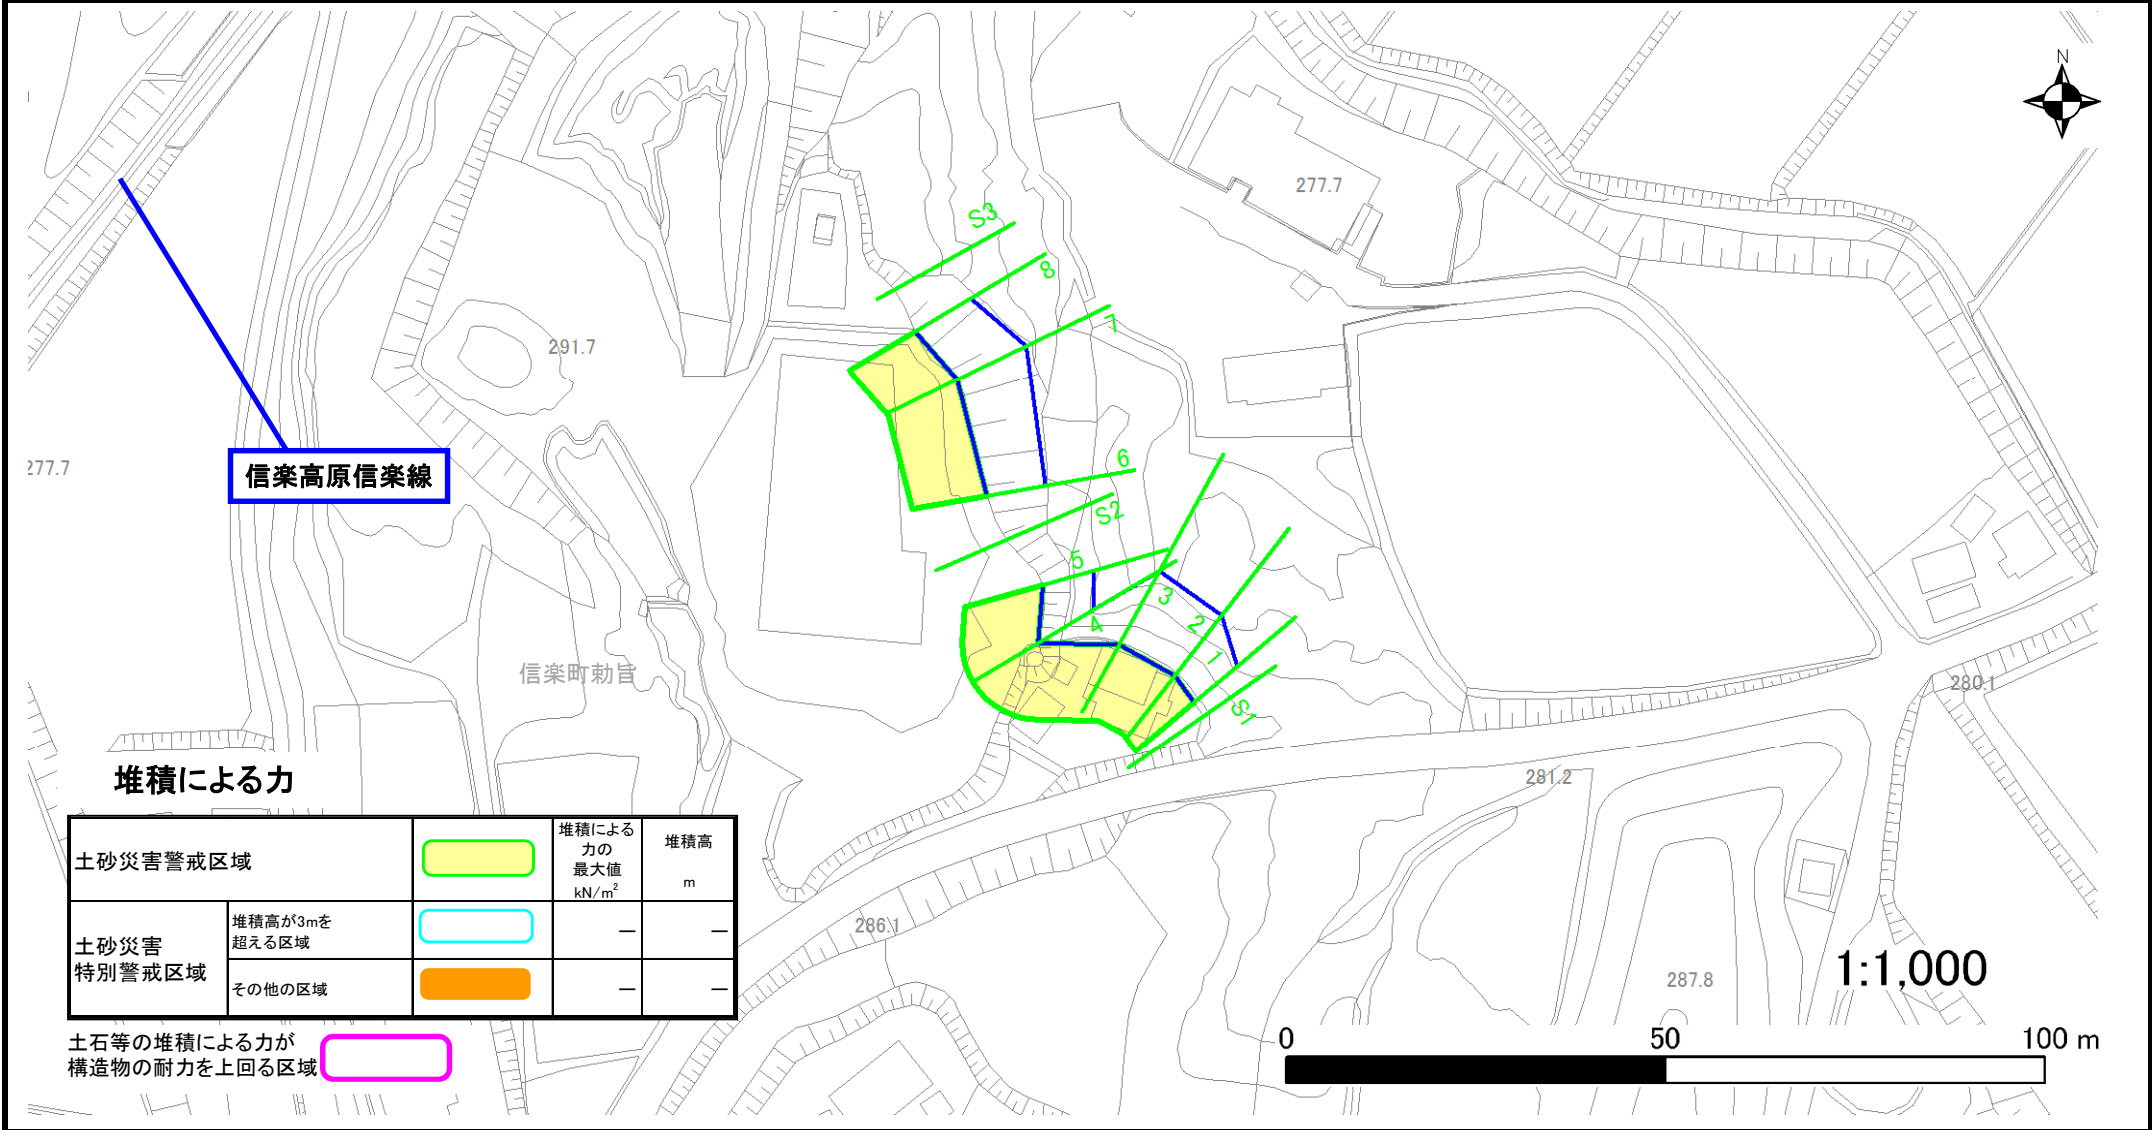 N
277.7
S3
8
7
291.7
信楽高原信楽線
277.7
6
S2
5
3
4
2
1
S1
信楽町勅旨
280.1
281.2
286.1
287.8
堆積による力
土砂災害警戒区域
堆積による
力の
最大値
kN/m²
堆積高
m
土砂災害
特別警戒区域
堆積高が3mを
超える区域
－
－
その他の区域
－
－
土石等の堆積による力が
構造物の耐力を上回る区域
1:1,000
0 50 100 m